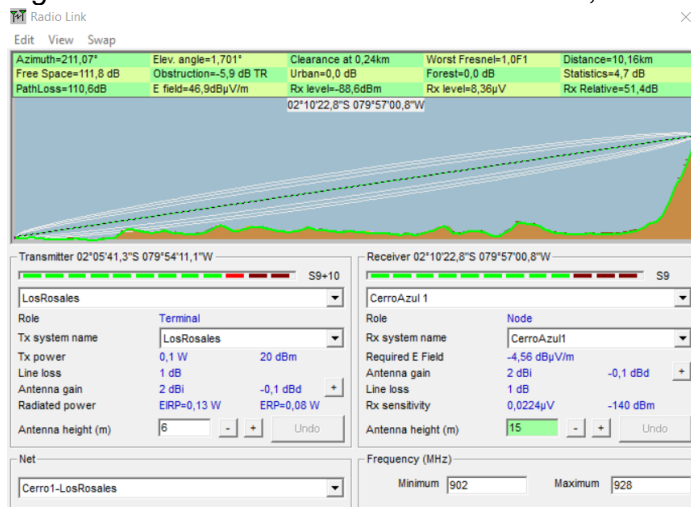 Radio Link
Edit View Swap
Azimuth=211,07° Elev. angle=1,701° Clearance at 0,24km Worst Fresnel=1,0F1 Distance=10,16km
Free Space=111,8 dB Obstruction=-5,9 dB TR Urban=0,0 dB Forest=0,0 dB Statistics=4,7 dB
PathLoss=110,6dB E field=46,9dBµV/m Rx level=-88,6dBm Rx level=8,36µV Rx Relative=51,4dB
02°10'22,8"S 079°57'00,8"W
Transmitter 02°05'41,3"S 079°54'11,1"W
S9+10
LosRosales
Role Terminal
Tx system name LosRosales
Tx power 0,1 W 20 dBm
Line loss 1 dB
Antenna gain 2 dBi -0,1 dBd +
Radiated power EIRP=0,13 W ERP=0,08 W
Antenna height (m) 6 - + Undo
Net
Cerro1-LosRosales
Receiver 02°10'22,8"S 079°57'00,8"W
S9
CerroAzul 1
Role Node
Rx system name CerroAzul1
Required E Field -4,56 dBµV/m
Antenna gain 2 dBi -0,1 dBd +
Line loss 1 dB
Rx sensitivity 0,0224µV -140 dBm
Antenna height (m) 15 - + Undo
Frequency (MHz)
Minimum 902 Maximum 928